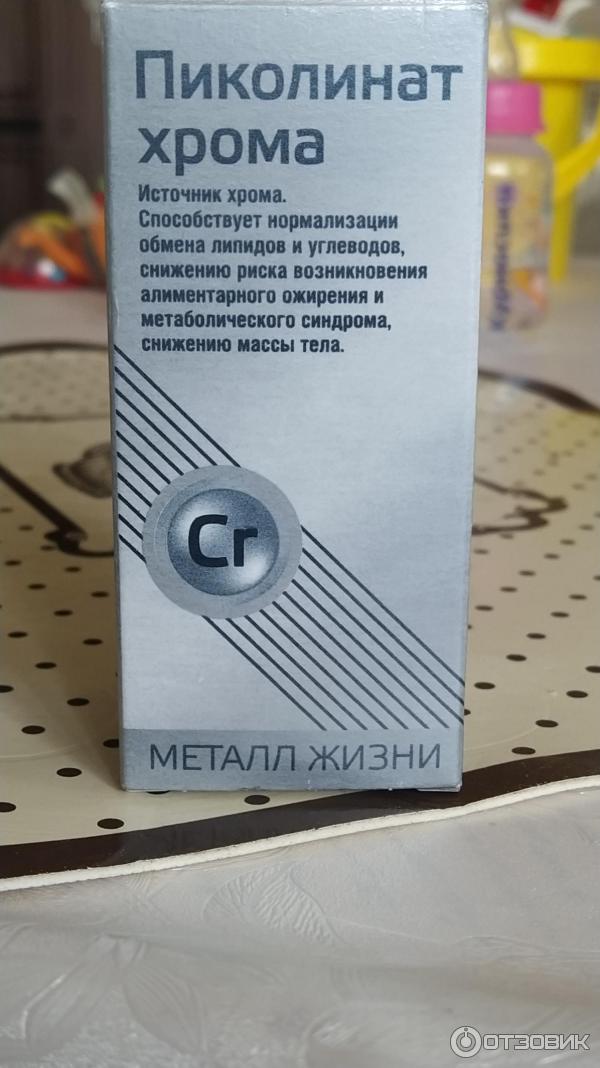 Пиколинат
хрома
Источник хрома.
Способствует нормализации
обмена липидов и углеводов,
снижению риска возникновения
алиментарного ожирения и
метаболического синдрома,
снижению массы тела.
Cr
МЕТАЛЛ ЖИЗНИ
ОТЗОВИК